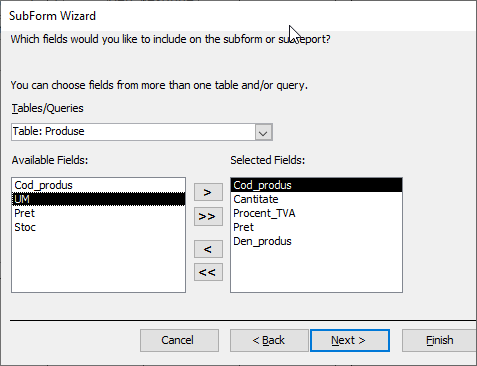 SubForm Wizard
Which fields would you like to include on the subform or subreport?
You can choose fields from more than one table and/or query.
Tables/Queries
Table: Produse
Available Fields:
Selected Fields:
Cod_produs
UM
Pret
Stoc
>
>>
<
<<
Cod_produs
Cantitate
Procent_TVA
Pret
Den_produs
Cancel
< Back
Next >
Finish